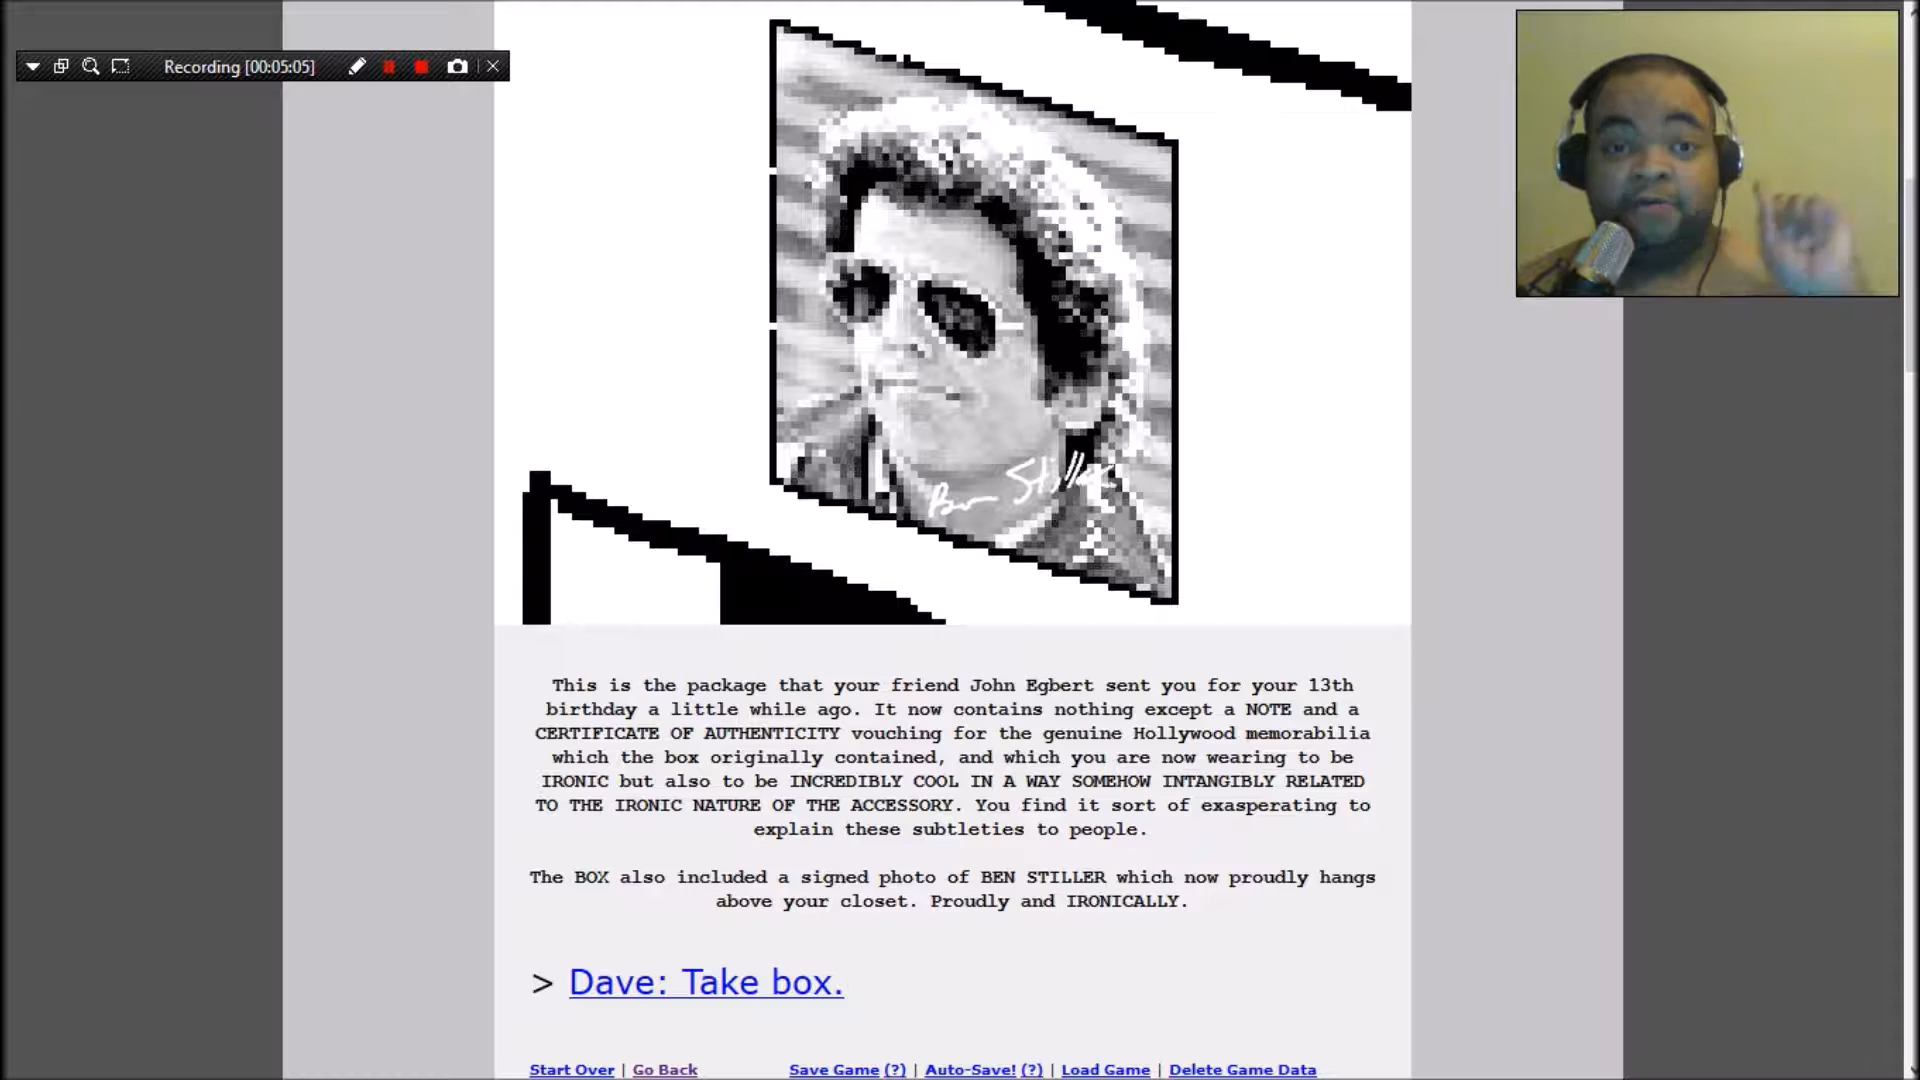 Recording [00:05:05]
Ben Stiller
This is the package that your friend John Egbert sent you for your 13th
birthday a little while ago. It now contains nothing except a NOTE and a
CERTIFICATE OF AUTHENTICITY vouching for the genuine Hollywood memorabilia
which the box originally contained, and which you are now wearing to be
IRONIC but also to be INCREDIBLY COOL IN A WAY SOMEHOW INTANGIBLY RELATED
TO THE IRONIC NATURE OF THE ACCESSORY. You find it sort of exasperating to
explain these subtleties to people.
The BOX also included a signed photo of BEN STILLER which now proudly hangs
above your closet. Proudly and IRONICALLY.
> Dave: Take box.
Start Over | Go Back Save Game (?) | Auto-Save! (?) | Load Game | Delete Game Data